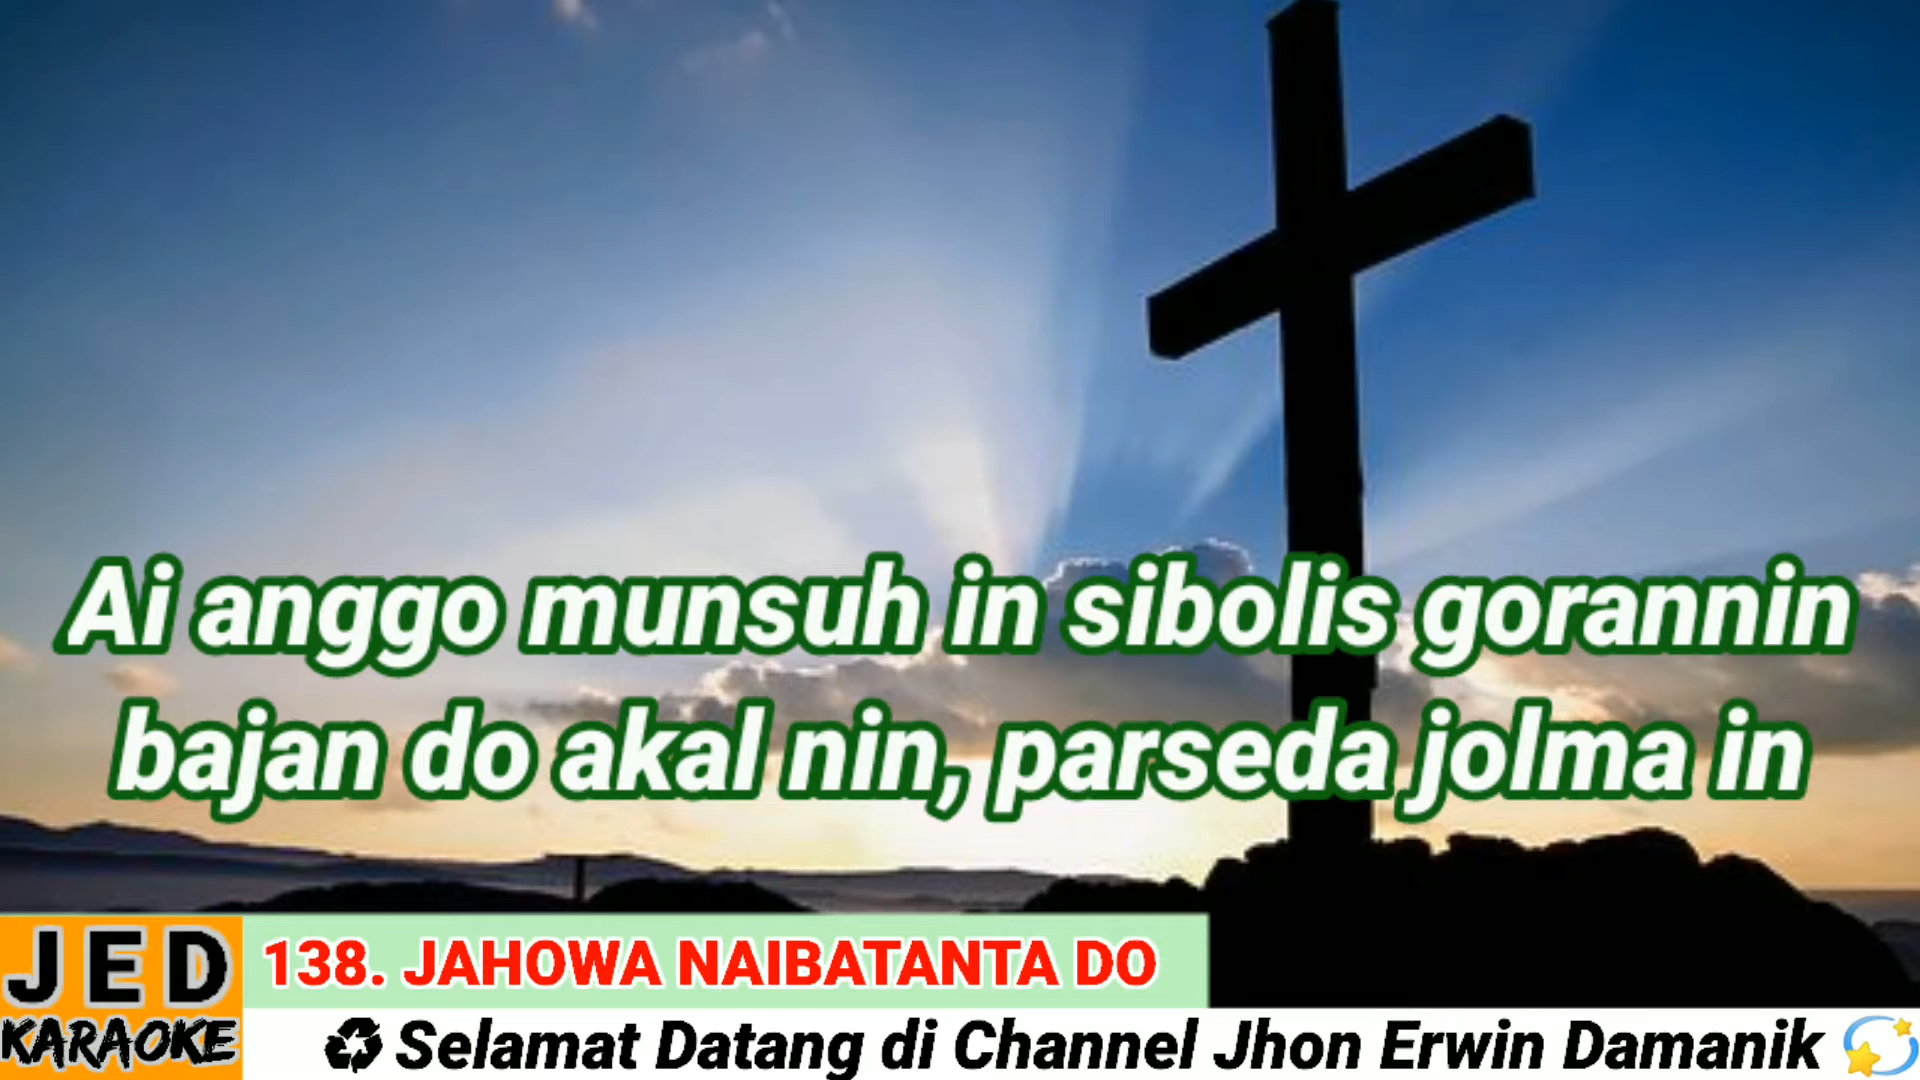 Ai anggo munsuh in sibolis gorannin
bajan do akal nin, parseda jolma in
JED
KARAOKE
138. JAHOWA NAIBATANTA DO
♻ Selamat Datang di Channel Jhon Erwin Damanik 💫